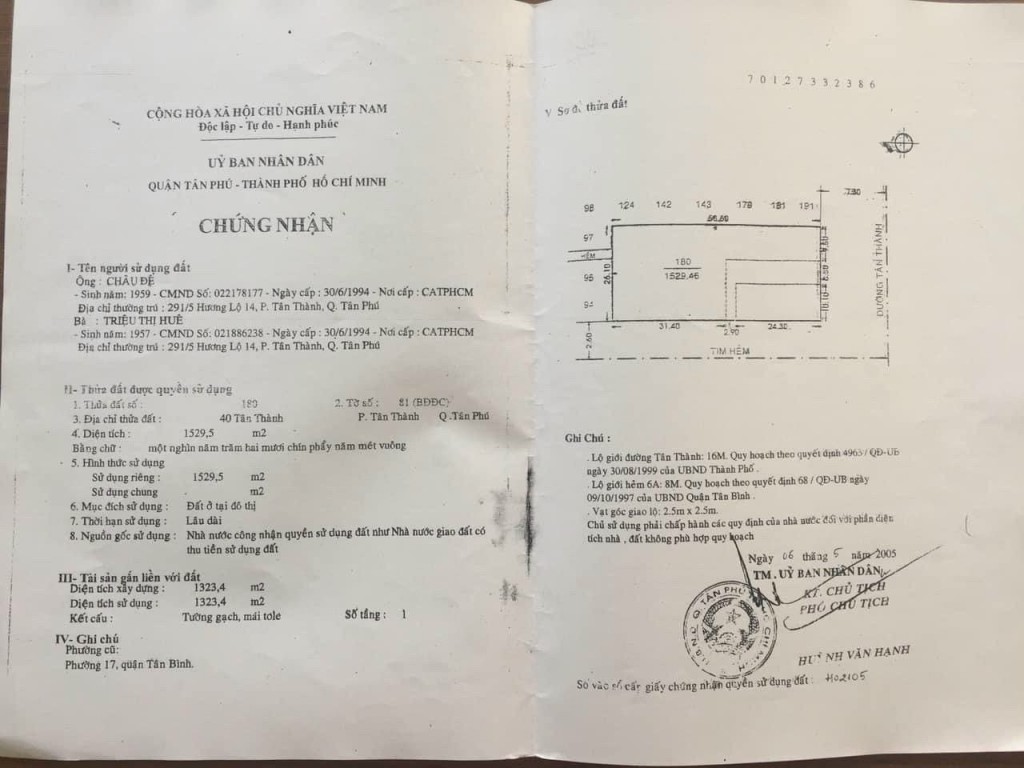 CỘNG HÒA XÃ HỘI CHỦ NGHĨA VIỆT NAM
Độc lập - Tự do - Hạnh phúc
UỶ BAN NHÂN DÂN
QUẬN TÂN PHÚ - THÀNH PHỐ HỒ CHÍ MINH
CHỨNG NHẬN
I- Tên người sử dụng đất
Ông : CHÂU ĐỆ
- Sinh năm: 1959 - CMND Số: 022178177 - Ngày cấp : 30/6/1994 - Nơi cấp : CATPHCM
Địa chỉ thường trú : 291/5 Hương Lộ 14, P. Tân Thành, Q. Tân Phú
Bà : TRIỆU THỊ HUÊ
- Sinh năm: 1957 - CMND Số: 021886238 - Ngày cấp : 30/6/1994 - Nơi cấp : CATPHCM
Địa chỉ thường trú : 291/5 Hương Lộ 14, P. Tân Thành, Q. Tân Phú
II- Thửa đất được quyền sử dụng
1. Thửa đất số : 180 2. Tờ số : 81 (BĐĐC)
3. Địa chỉ thửa đất : 40 Tân Thành P. Tân Thành Q .Tân Phú
4. Diện tích : 1529,5 m2
Bằng chữ : một nghìn năm trăm hai mươi chín phẩy năm mét vuông
5. Hình thức sử dụng
Sử dụng riêng : 1529,5 m2
Sử dụng chung m2
6. Mục đích sử dụng : Đất ở tại đô thị
7. Thời hạn sử dụng : Lâu dài
8. Nguồn gốc sử dụng : Nhà nước công nhận quyền sử dụng đất như Nhà nước giao đất có
thu tiền sử dụng đất
III- Tài sản gắn liền với đất
Diện tích xây dựng : 1323,4 m2
Diện tích sử dụng : 1323,4 m2
Kết cấu : Tường gạch, mái tole Số tầng : 1
IV- Ghi chú
Phường cũ:
Phường 17, quận Tân Bình.
70127332386
V Sơ đồ thửa đất
7.50
98 124 142 143 179 181 191
56.60
97
HẺM
95
26.10
180
1529.46
ĐƯỜNG TÂN THÀNH
31.40 2.90 24.30
2.60
TIM HẺM
Ghi Chú :
. Lộ giới đường Tân Thành: 16M. Quy hoạch theo quyết định 4963 / QĐ-UB
ngày 30/08/1999 của UBND Thành Phố .
. Lộ giới hẻm 6A: 8M. Quy hoạch theo quyết định 68 / QĐ-UB ngày
09/10/1997 của UBND Quận Tân Bình .
. Vạt góc giao lộ: 2.5m x 2.5m.
Chủ sử dụng phải chấp hành các quy định của nhà nước đối với phần diện
tích nhà , đất không phù hợp quy hoạch
Ngày 06 tháng 5 năm 2005
TM. UỶ BAN NHÂN DÂN
KT. CHỦ TỊCH
PHÓ CHỦ TỊCH
HUỲNH VĂN HẠNH
Số vào sổ cấp giấy chứng nhận quyền sử dụng đất : H02105